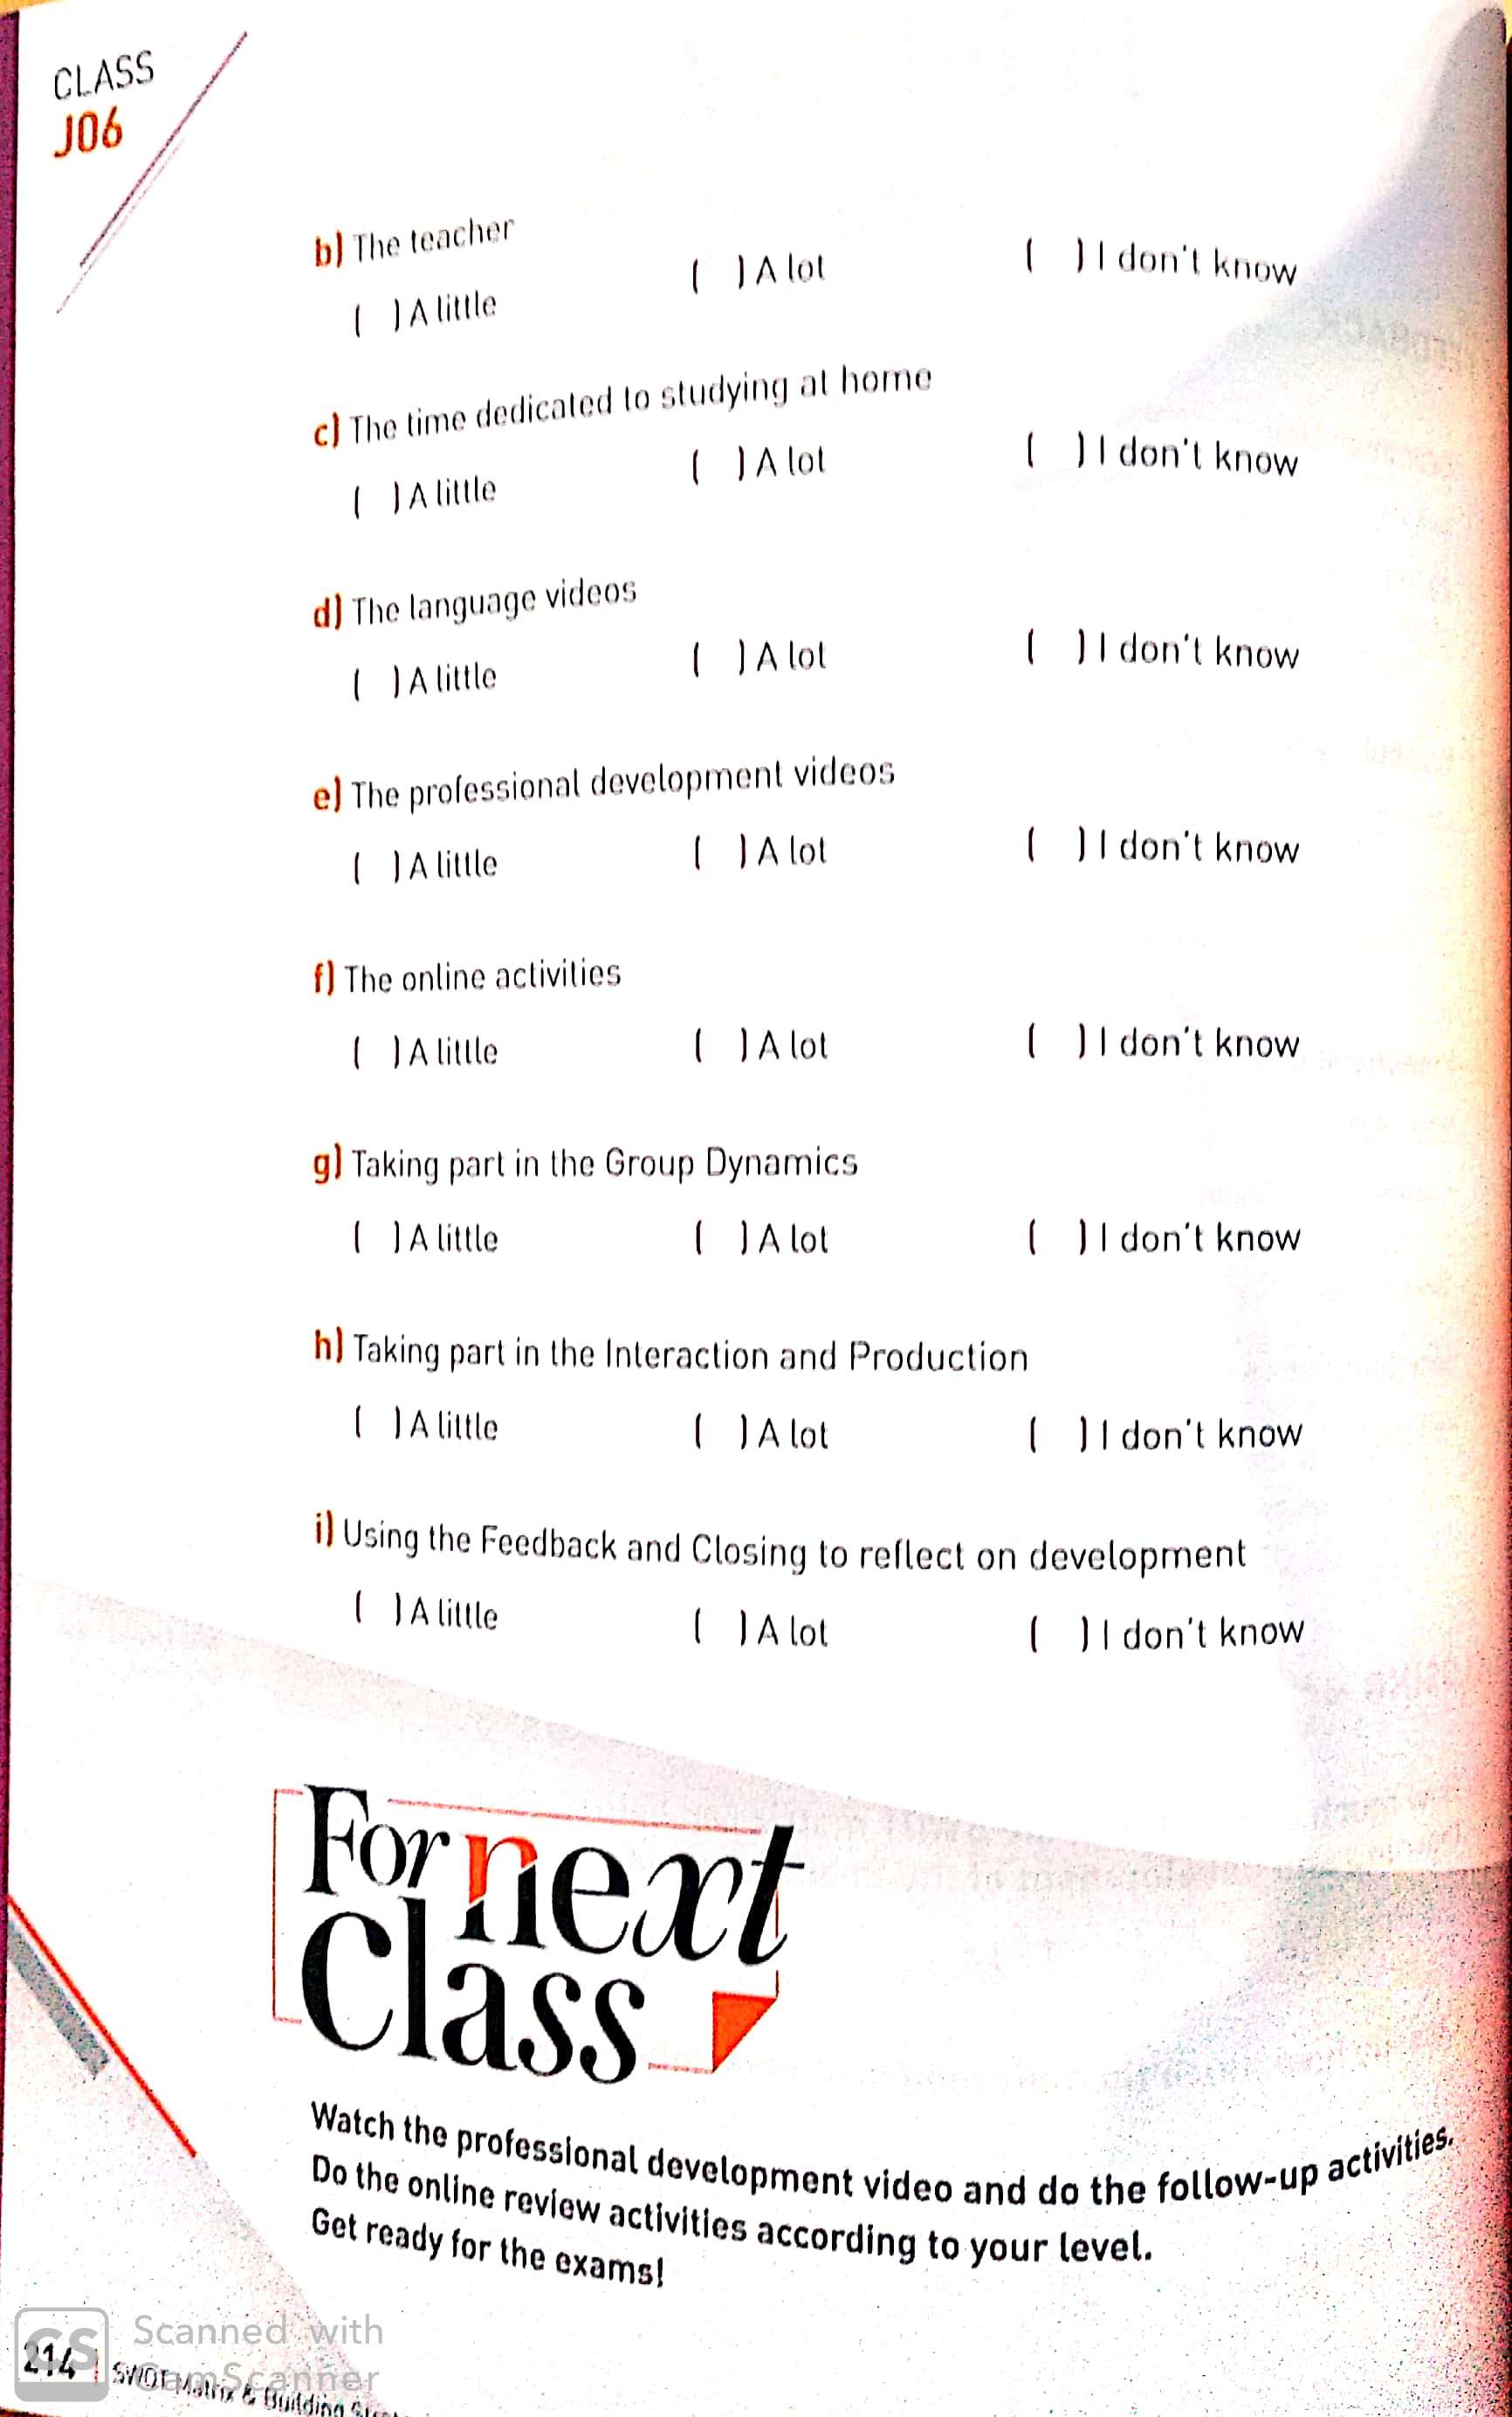 CLASS
J06
b) The teacher
( ) A little ( ) A lot ( ) I don't know
c) The time dedicated to studying at home
( ) A little ( ) A lot ( ) I don't know
d) The language videos
( ) A little ( ) A lot ( ) I don't know
e) The professional development videos
( ) A little ( ) A lot ( ) I don't know
f) The online activities
( ) A little ( ) A lot ( ) I don't know
g) Taking part in the Group Dynamics
( ) A little ( ) A lot ( ) I don't know
h) Taking part in the Interaction and Production
( ) A little ( ) A lot ( ) I don't know
i) Using the Feedback and Closing to reflect on development
( ) A little ( ) A lot ( ) I don't know
For next
Class
Watch the professional development video and do the follow-up activities.
Do the online review activities according to your level.
Get ready for the exams!
CS Scanned with
CamScanner
214 | SWOT Matrix & Building